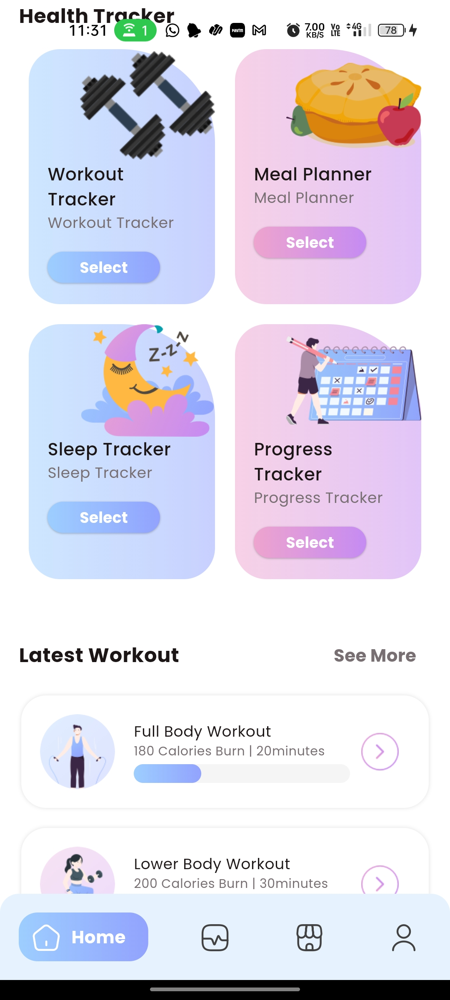 Health Tracker
11:31 1 paytm 7.00 KB/S Vo LTE 4G 78
Workout
Tracker
Workout Tracker
Select
Meal Planner
Meal Planner
Select
Z-z-z
Sleep Tracker
Sleep Tracker
Select
Progress
Tracker
Progress Tracker
Select
Latest Workout
See More
Full Body Workout
180 Calories Burn | 20minutes
Lower Body Workout
200 Calories Burn | 30minutes
Home